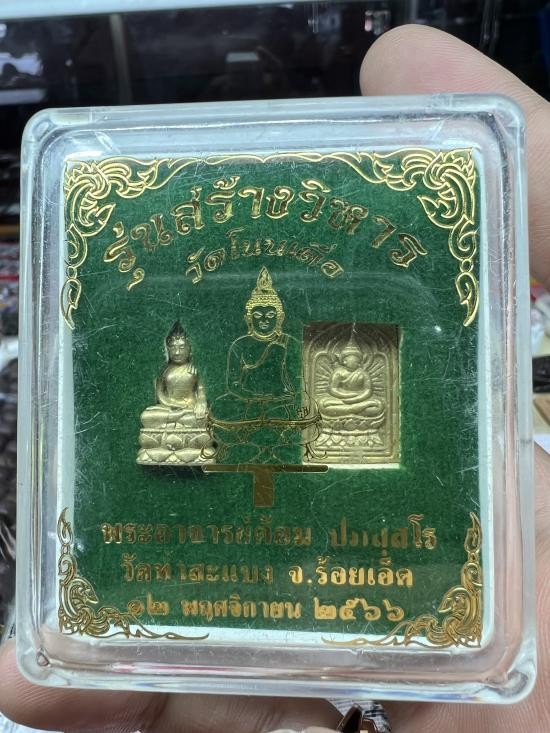 รุ่นสร้างวิหาร
วัดโนนเดื่อ
พระอาจารย์ต้อม ปภสฺสโร
วัดท่าสะแบง จ.ร้อยเอ็ด
๑๒ พฤศจิกายน ๒๕๖๖